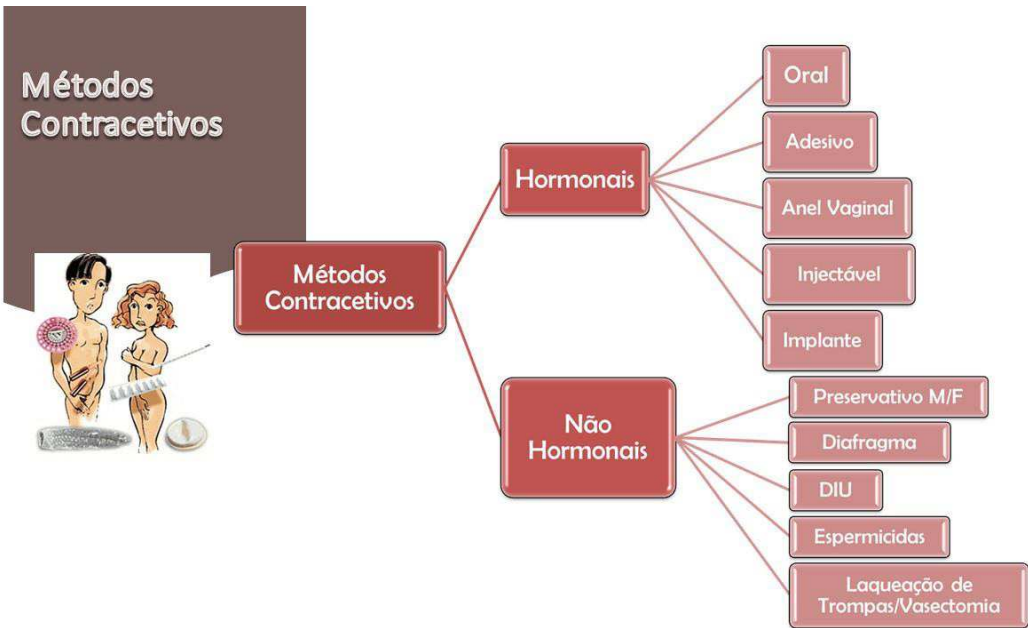 Métodos
Contracetivos
Métodos
Contracetivos
Hormonais
Oral
Adesivo
Anel Vaginal
Injectável
Implante
Não
Hormonais
Preservativo M/F
Diafragma
DIU
Espermicidas
Laqueação de
Trompas/Vasectomia